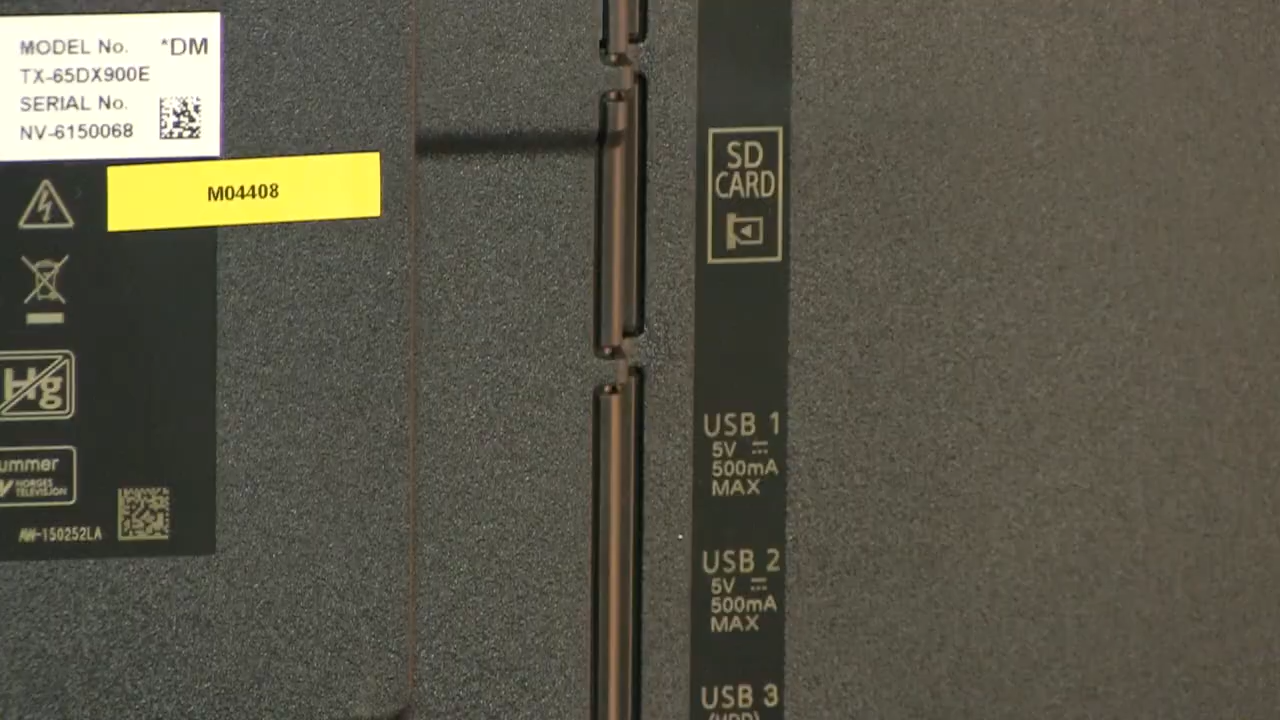 MODEL No. *DM
TX-65DX900E
SERIAL No.
NV-6150068
M04408
Hg
ummer
NORGES
TELEVISJON
AW-150252LA
SD
CARD
USB 1
5V
500mA
MAX
USB 2
5V
500mA
MAX
USB 3
(HDD)